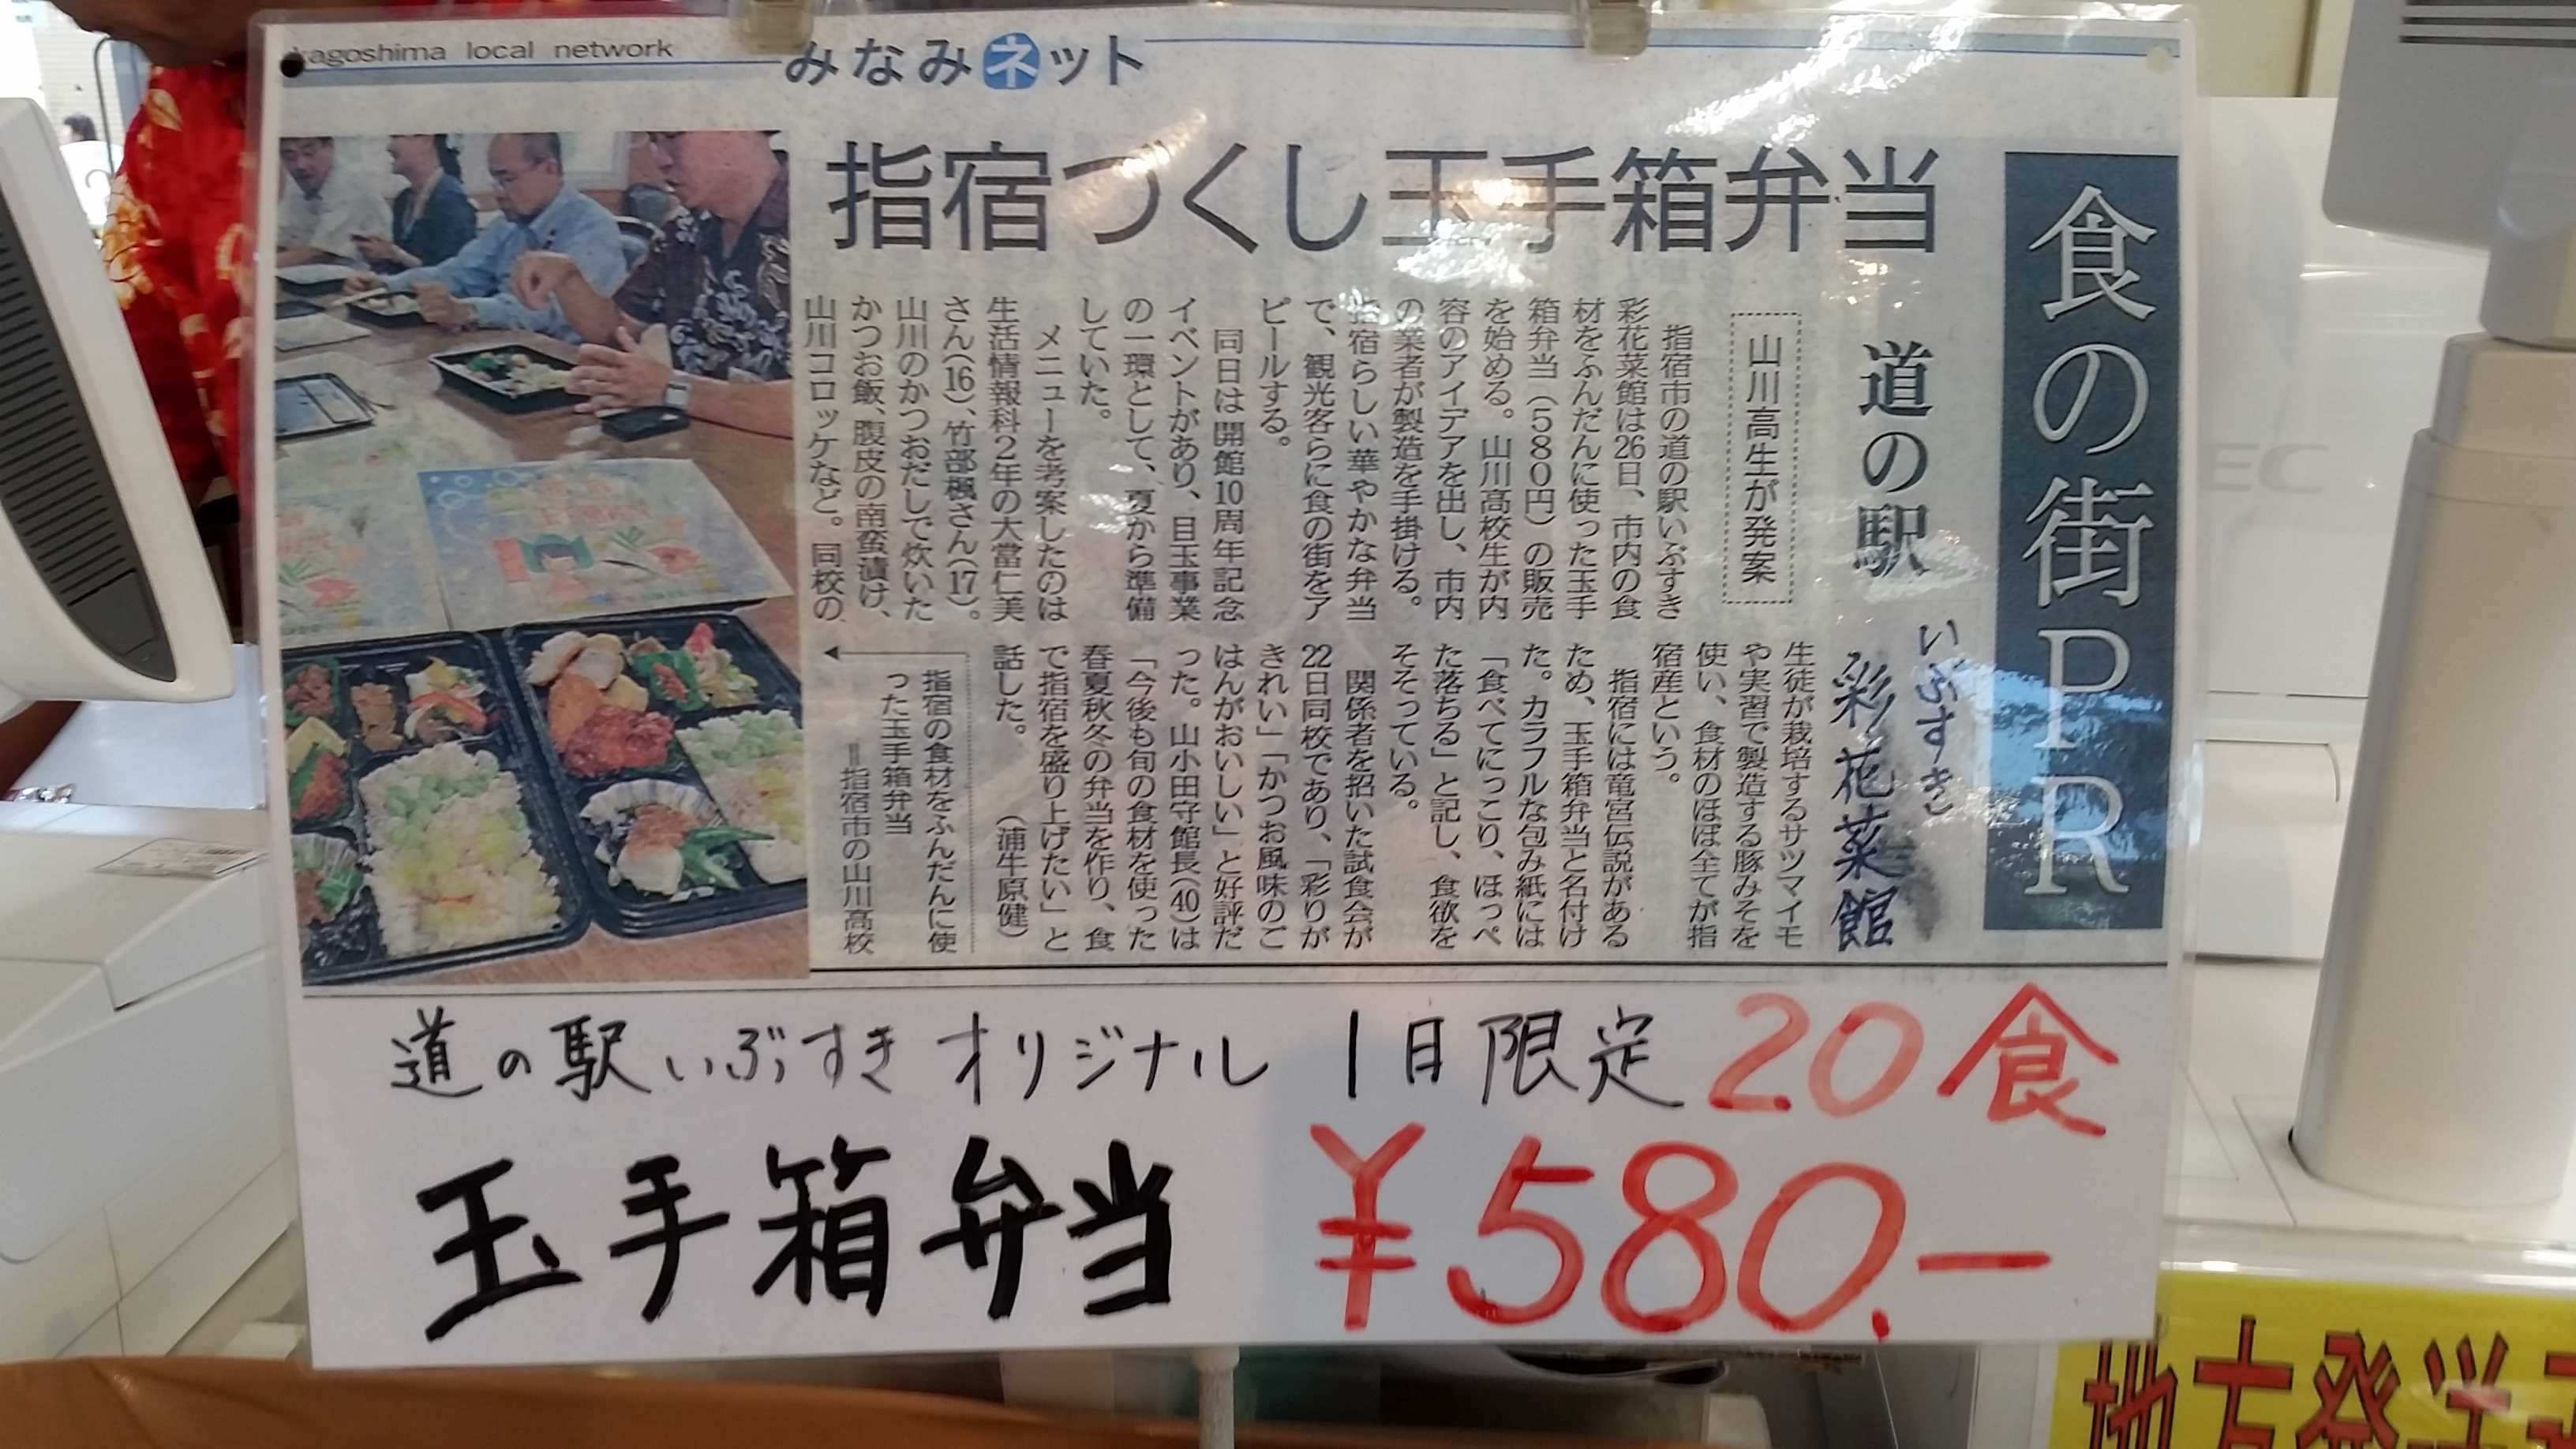 kagoshima local network
みなみネット
食の街PR
指宿づくし玉手箱弁当
道の駅
いぶすき
彩花菜館
山川高生が発案
指宿市の道の駅いぶすき
彩花菜館は26日、市内の食
材をふんだんに使った玉手
箱弁当(580円)の販売
を始める。山川高校生が内
容のアイデアを出し、市内
の業者が製造を手掛ける。
指宿らしい華やかな弁当
で、観光客らに食の街をア
ピールする。
同日は開館10周年記念
イベントがあり、目玉事業
の一環として、夏から準備
していた。
メニューを考案したのは
生活情報科2年の大當仁美
さん(16)、竹部楓さん(17)。
山川のかつおだしで炊いた
かつお飯、腹皮の南蛮漬け、
山川コロッケなど。同校の
生徒が栽培するサツマイモ
や実習で製造する豚みそを
使い、食材のほぼ全てが指
宿産という。
指宿には竜宮伝説がある
ため、玉手箱弁当と名付け
た。カラフルな包み紙には
「食べてにっこり、ほっぺ
た落ちる」と記し、食欲を
そそっている。
関係者を招いた試食会が
22日同校であり、「彩りが
きれい」「かつお風味のご
はんがおいしい」と好評だ
った。山小田守館長(40)は
「今後も旬の食材を使った
春夏秋冬の弁当を作り、食
で指宿を盛り上げたい」と
話した。
(浦牛原健)
指宿の食材をふんだんに使
った玉手箱弁当
=指宿市の山川高校
道の駅いぶすき オリジナル 1日限定 20食
玉手箱弁当 ¥580.-
地方発送